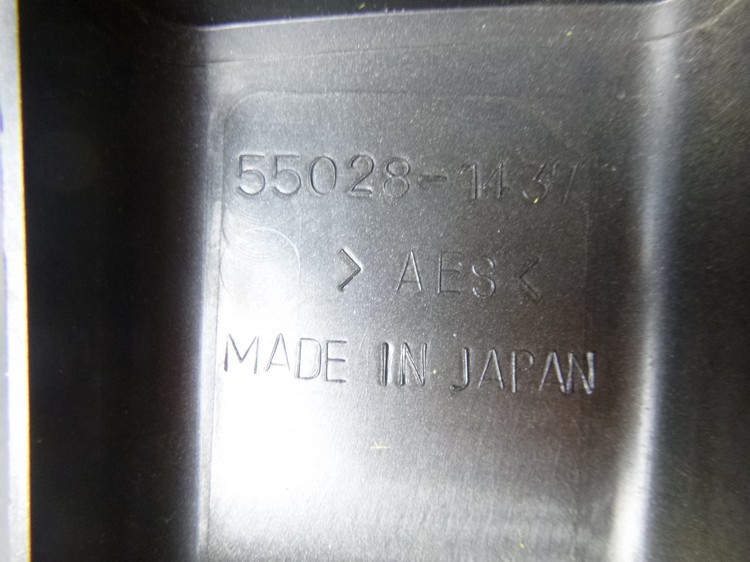 55028-1437
> AES <
MADE IN JAPAN